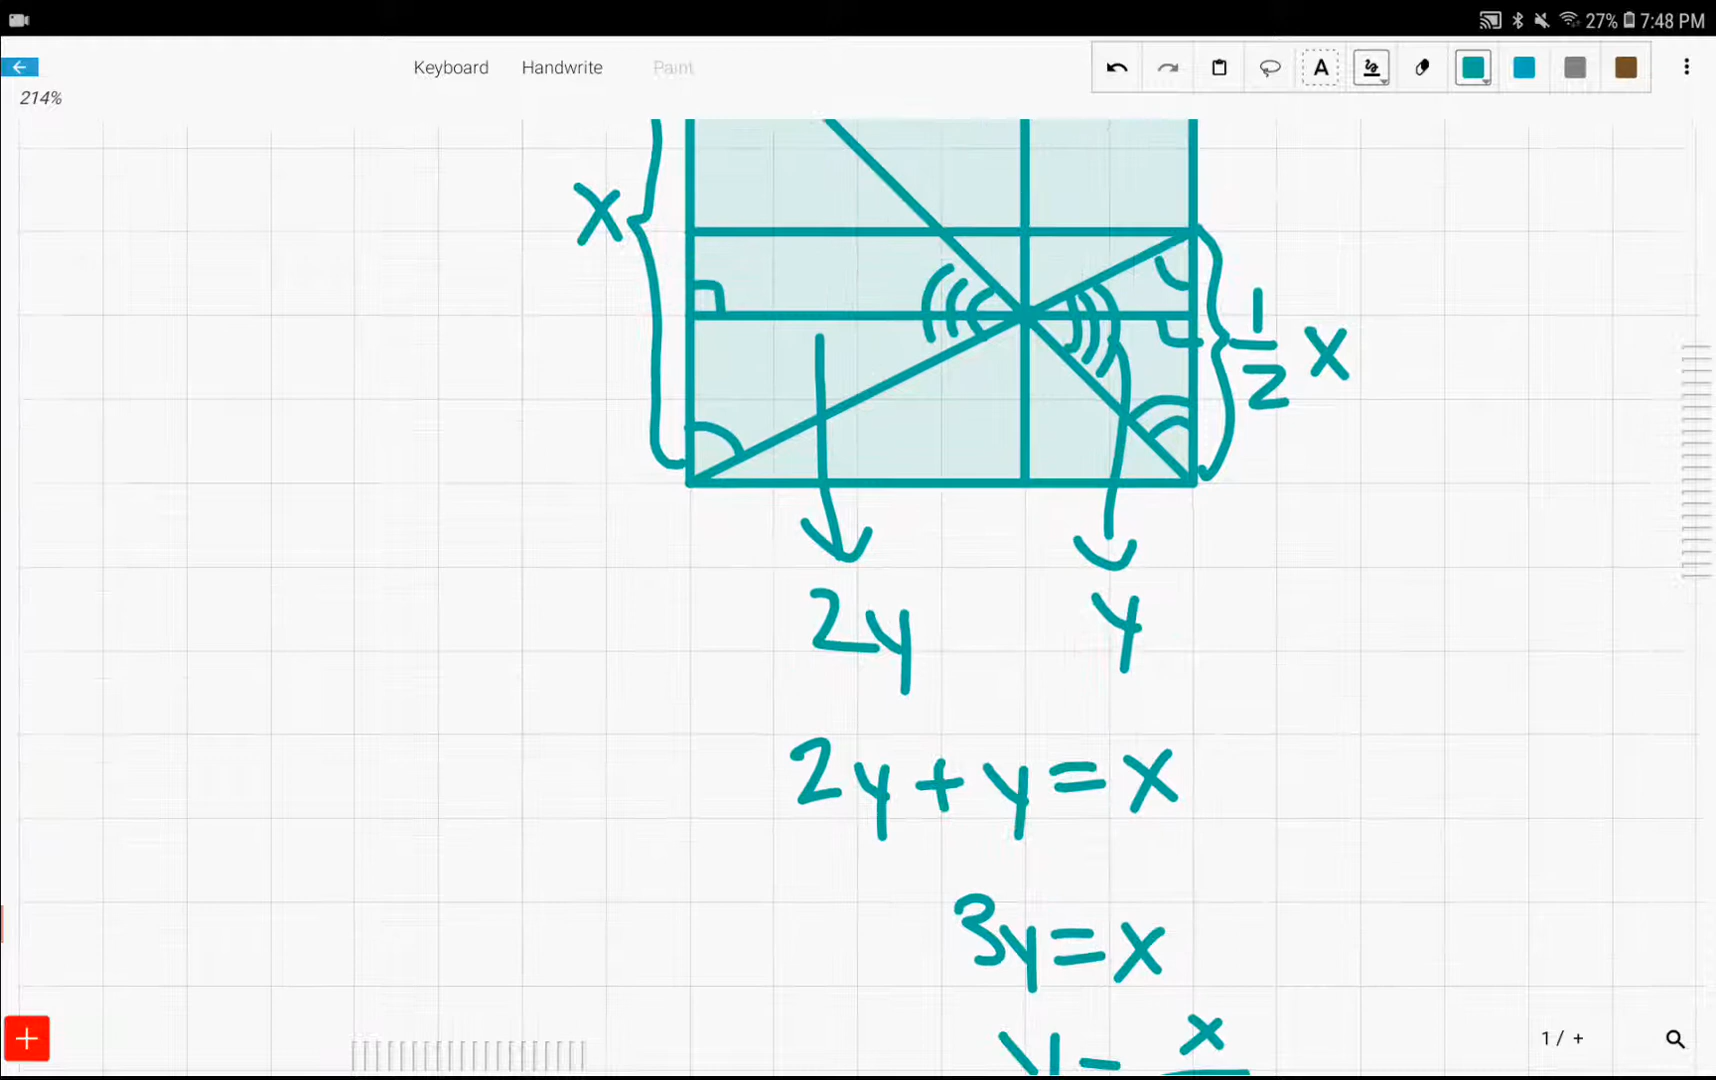 27% 7:48 PM
Keyboard Handwrite Paint A
214%
x
1/2 x
2y y
2y + y = x
3y = x
y = x
1 / +